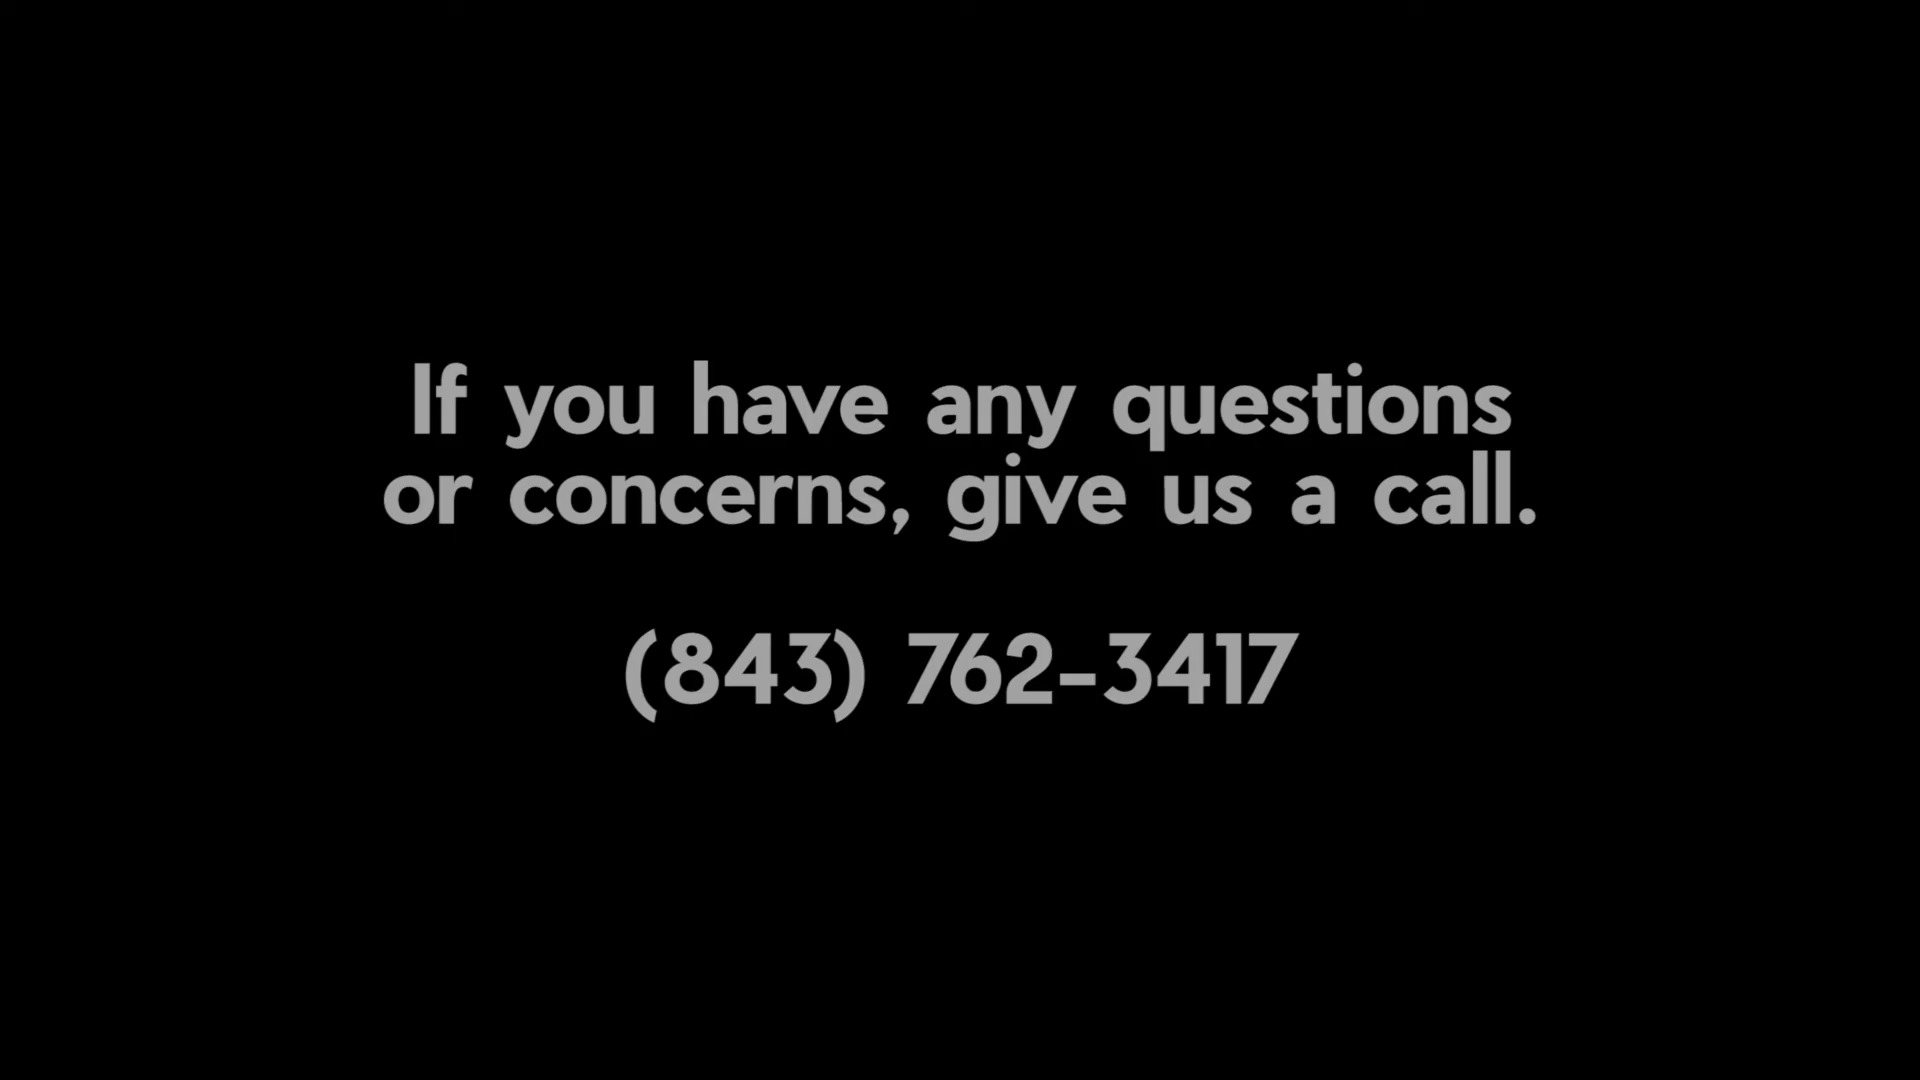 If you have any questions
or concerns, give us a call.
(843) 762-3417